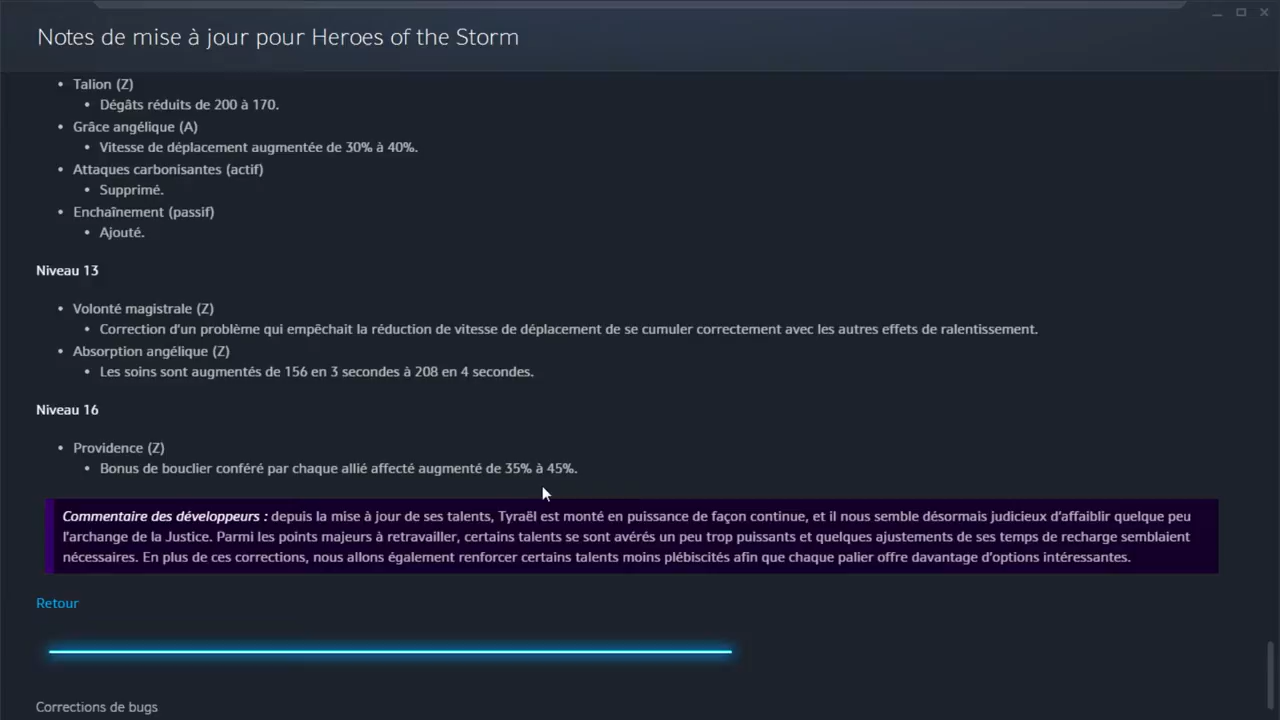 Notes de mise à jour pour Heroes of the Storm
• Talion (Z)
• Dégâts réduits de 200 à 170.
• Grâce angélique (A)
• Vitesse de déplacement augmentée de 30% à 40%.
• Attaques carbonisantes (actif)
• Supprimé.
• Enchaînement (passif)
• Ajouté.
Niveau 13
• Volonté magistrale (Z)
• Correction d'un problème qui empêchait la réduction de vitesse de déplacement de se cumuler correctement avec les autres effets de ralentissement.
• Absorption angélique (Z)
• Les soins sont augmentés de 156 en 3 secondes à 208 en 4 secondes.
Niveau 16
• Providence (Z)
• Bonus de bouclier conféré par chaque allié affecté augmenté de 35% à 45%.
Commentaire des développeurs : depuis la mise à jour de ses talents, Tyraël est monté en puissance de façon continue, et il nous semble désormais judicieux d'affaiblir quelque peu
l'archange de la Justice. Parmi les points majeurs à retravailler, certains talents se sont avérés un peu trop puissants et quelques ajustements de ses temps de recharge semblaient
nécessaires. En plus de ces corrections, nous allons également renforcer certains talents moins plébiscités afin que chaque palier offre davantage d'options intéressantes.
Retour
Corrections de bugs